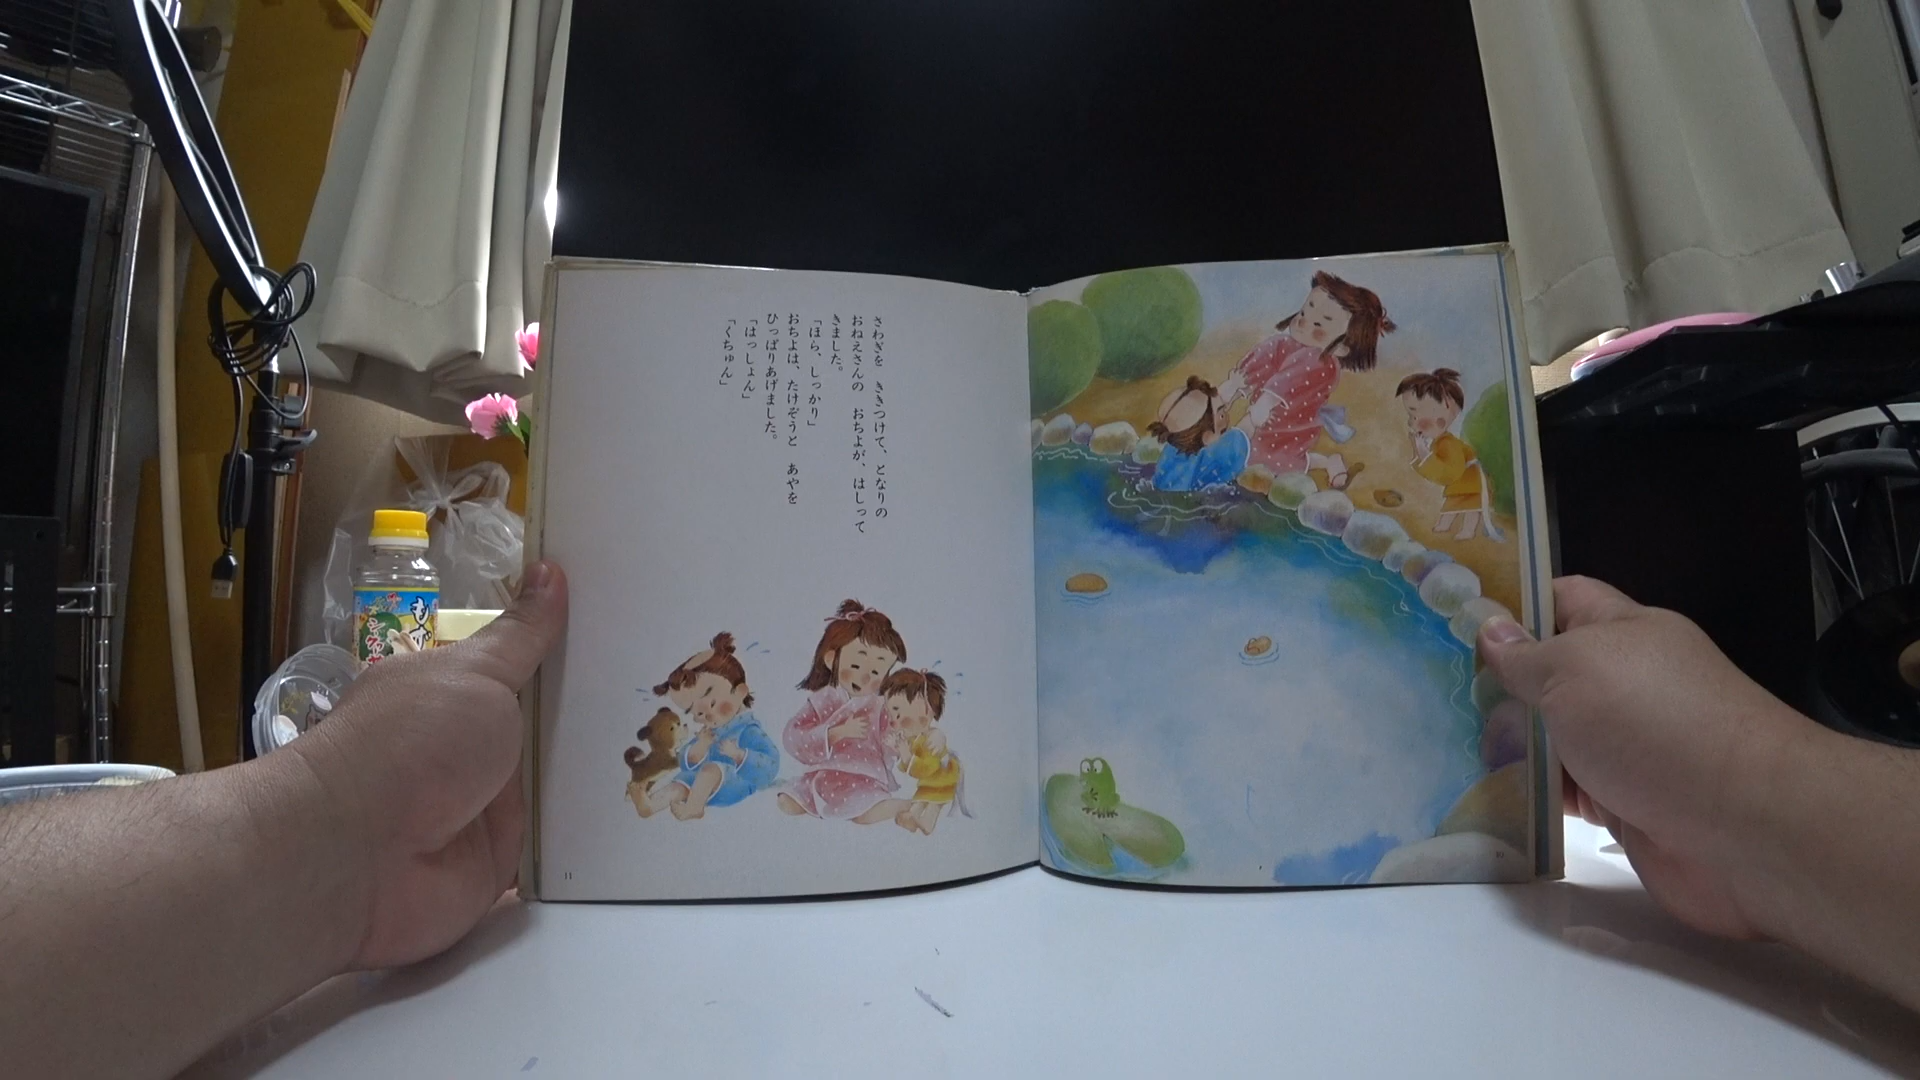 さわぎを　ききつけて、となりの
おねえさんの　おちよが、はしって
きました。
「ほら、しっかり」
おちよは、たけぞうと　あやを
ひっぱりあげました。
「はっしょん」
「くちゅん」
11
10